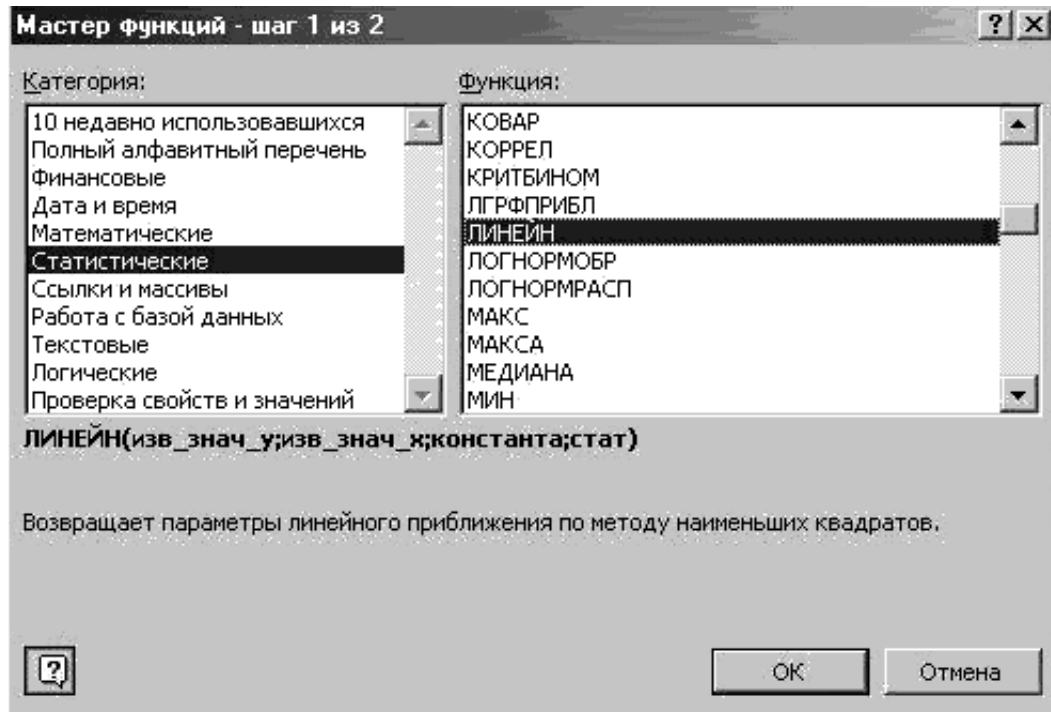 Мастер функций - шаг 1 из 2
Категория:
10 недавно использовавшихся
Полный алфавитный перечень
Финансовые
Дата и время
Математические
Статистические
Ссылки и массивы
Работа с базой данных
Текстовые
Логические
Проверка свойств и значений
Функция:
КОВАР
КОРРЕЛ
КРИТБИНОМ
ЛГРФПРИБЛ
ЛИНЕЙН
ЛОГНОРМОБР
ЛОГНОРМРАСП
МАКС
МАКСА
МЕДИАНА
МИН
ЛИНЕЙН(изв_знач_y;изв_знач_x;константа;стат)
Возвращает параметры линейного приближения по методу наименьших квадратов.
OK
Отмена